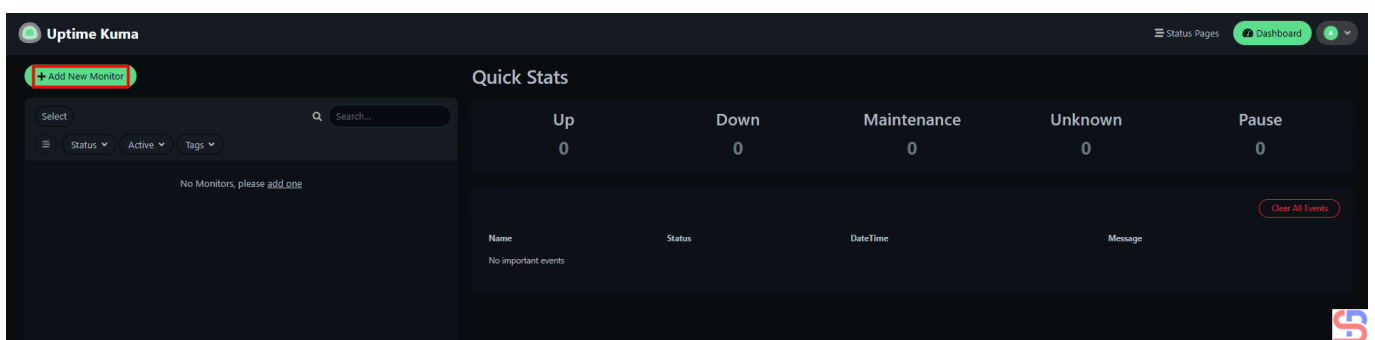 Uptime Kuma
Status Pages
Dashboard
+ Add New Monitor
Quick Stats
Select
Search...
Status
Active
Tags
Up
Down
Maintenance
Unknown
Pause
0
0
0
0
0
No Monitors, please add one
Clear All Events
Name
Status
DateTime
Message
No important events